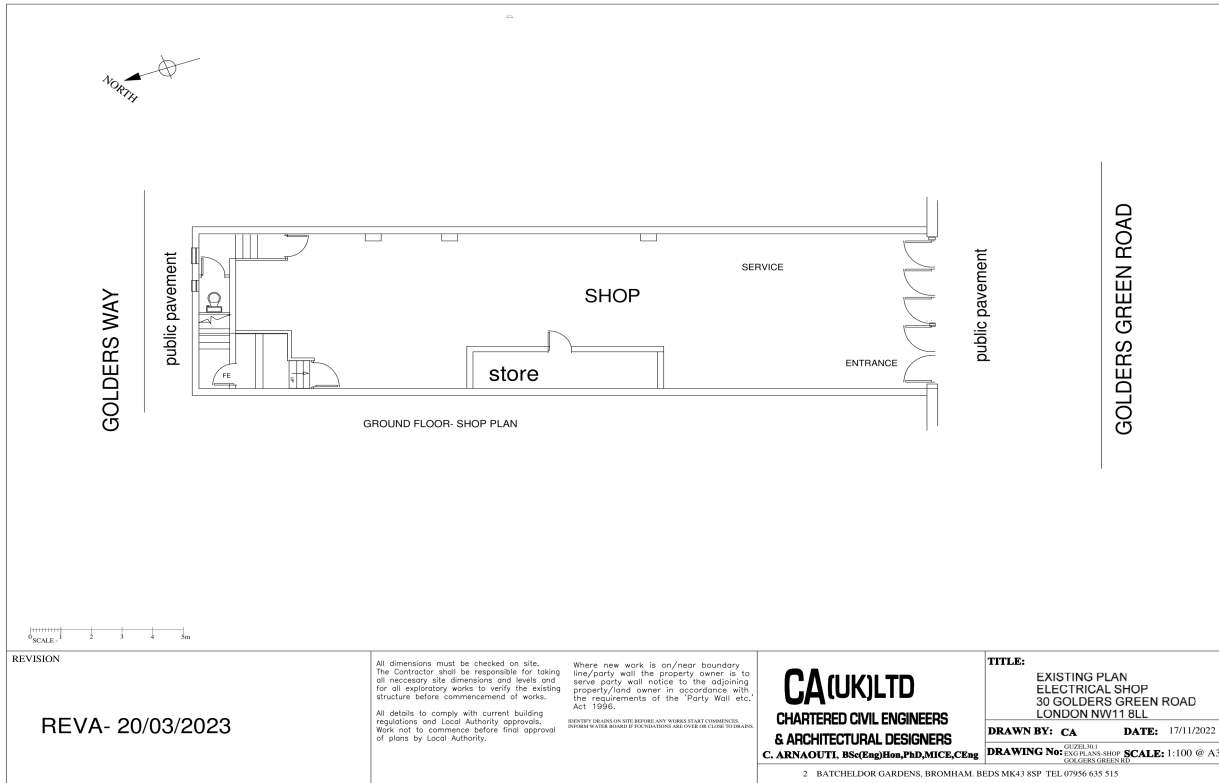 NORTH
GOLDERS WAY
public pavement
SERVICE
SHOP
ENTRANCE
store
FE
UP
public pavement
GOLDERS GREEN ROAD
GROUND FLOOR- SHOP PLAN
0 1 2 3 4 5m
SCALE -
REVISION
REVA- 20/03/2023
All dimensions must be checked on site.
The Contractor shall be responsible for taking
all neccesary site dimensions and levels and
for all exploratory works to verify the existing
structure before commencemend of works.
All details to comply with current building
regulations and Local Authority approvals.
Work not to commence before final approval
of plans by Local Authority.
Where new work is on/near boundary
line/party wall the property owner is to
serve party wall notice to the adjoining
property/land owner in accordance with
the requirements of the 'Party Wall etc.'
Act 1996.
IDENTIFY DRAINS ON SITE BEFORE ANY WORKS START COMMENCES.
INFORM WATER BOARD IF FOUNDATIONS ARE OVER OR CLOSE TO DRAINS.
CA(UK)LTD
CHARTERED CIVIL ENGINEERS
& ARCHITECTURAL DESIGNERS
C. ARNAOUTI, BSc(Eng)Hon,PhD,MICE,CEng
TITLE:
EXISTING PLAN
ELECTRICAL SHOP
30 GOLDERS GREEN ROAD
LONDON NW11 8LL
DRAWN BY: CA DATE: 17/11/2022
DRAWING No: GUZEL30.1
EXG PLANS-SHOP
GOLGERS GREEN RD
SCALE: 1:100 @ A3
2 BATCHELDOR GARDENS, BROMHAM. BEDS MK43 8SP TEL 07956 635 515